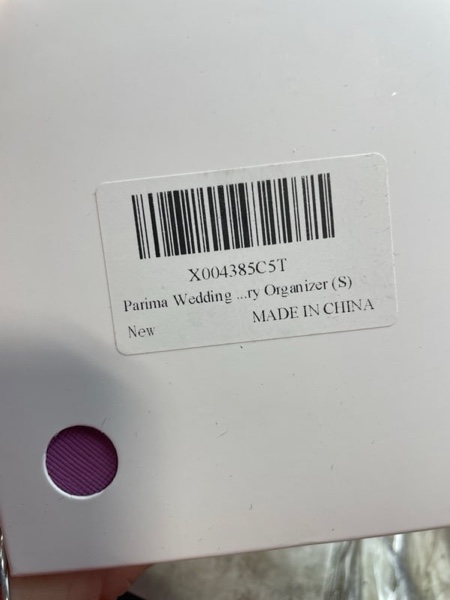 X004385C5T
Parima Wedding ...ry Organizer (S)
New
MADE IN CHINA